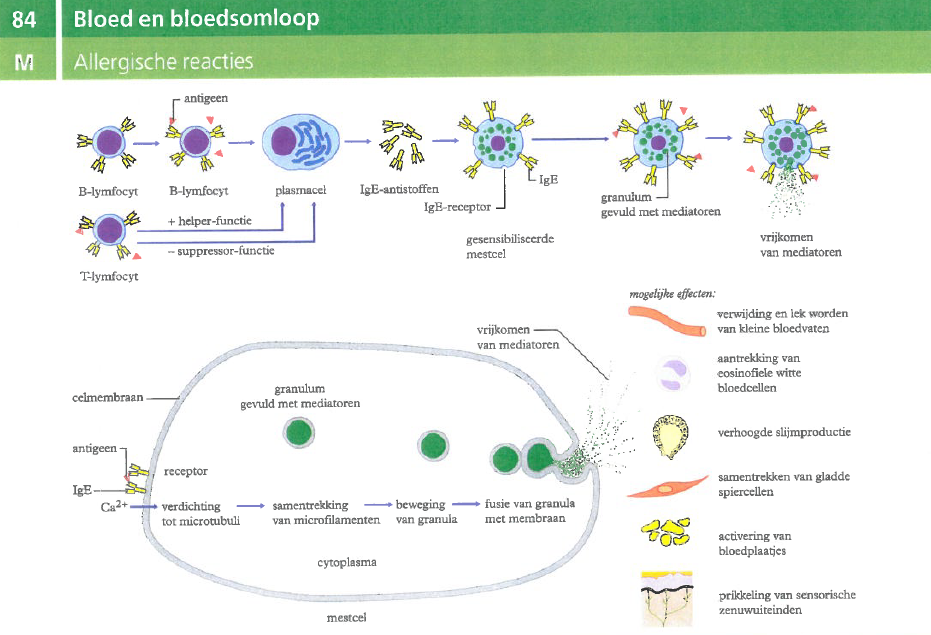 84
Bloed en bloedsomloop
M
Allergische reacties
antigeen
B-lymfocyt
B-lymfocyt
plasmacel
IgE-antistoffen
IgE-receptor
IgE
gesensibiliscerde
mestcel
granulum
gevuld met mediatoren
vrijkomen
van mediatoren
+ helper-functie
– suppressor-functie
T-lymfocyt
mogelijke effecten:
verwijding en lek worden
van kleine bloedvaten
aantrekking van
eosinofiele witte
bloedcellen
verhoogde slijmproductie
samentrekken van gladde
spiercellen
activering van
bloedplaatjes
prikkeling van sensorische
zenuwuiteinden
vrijkomen
van mediatoren
celmembraan
granulum
gevuld met mediatoren
antigeen
receptor
IgE
Ca²⁺
verdichting
tot microtubuli
samentrekking
van microfilamenten
beweging
van granula
fusie van granula
met membraan
cytoplasma
mestcel